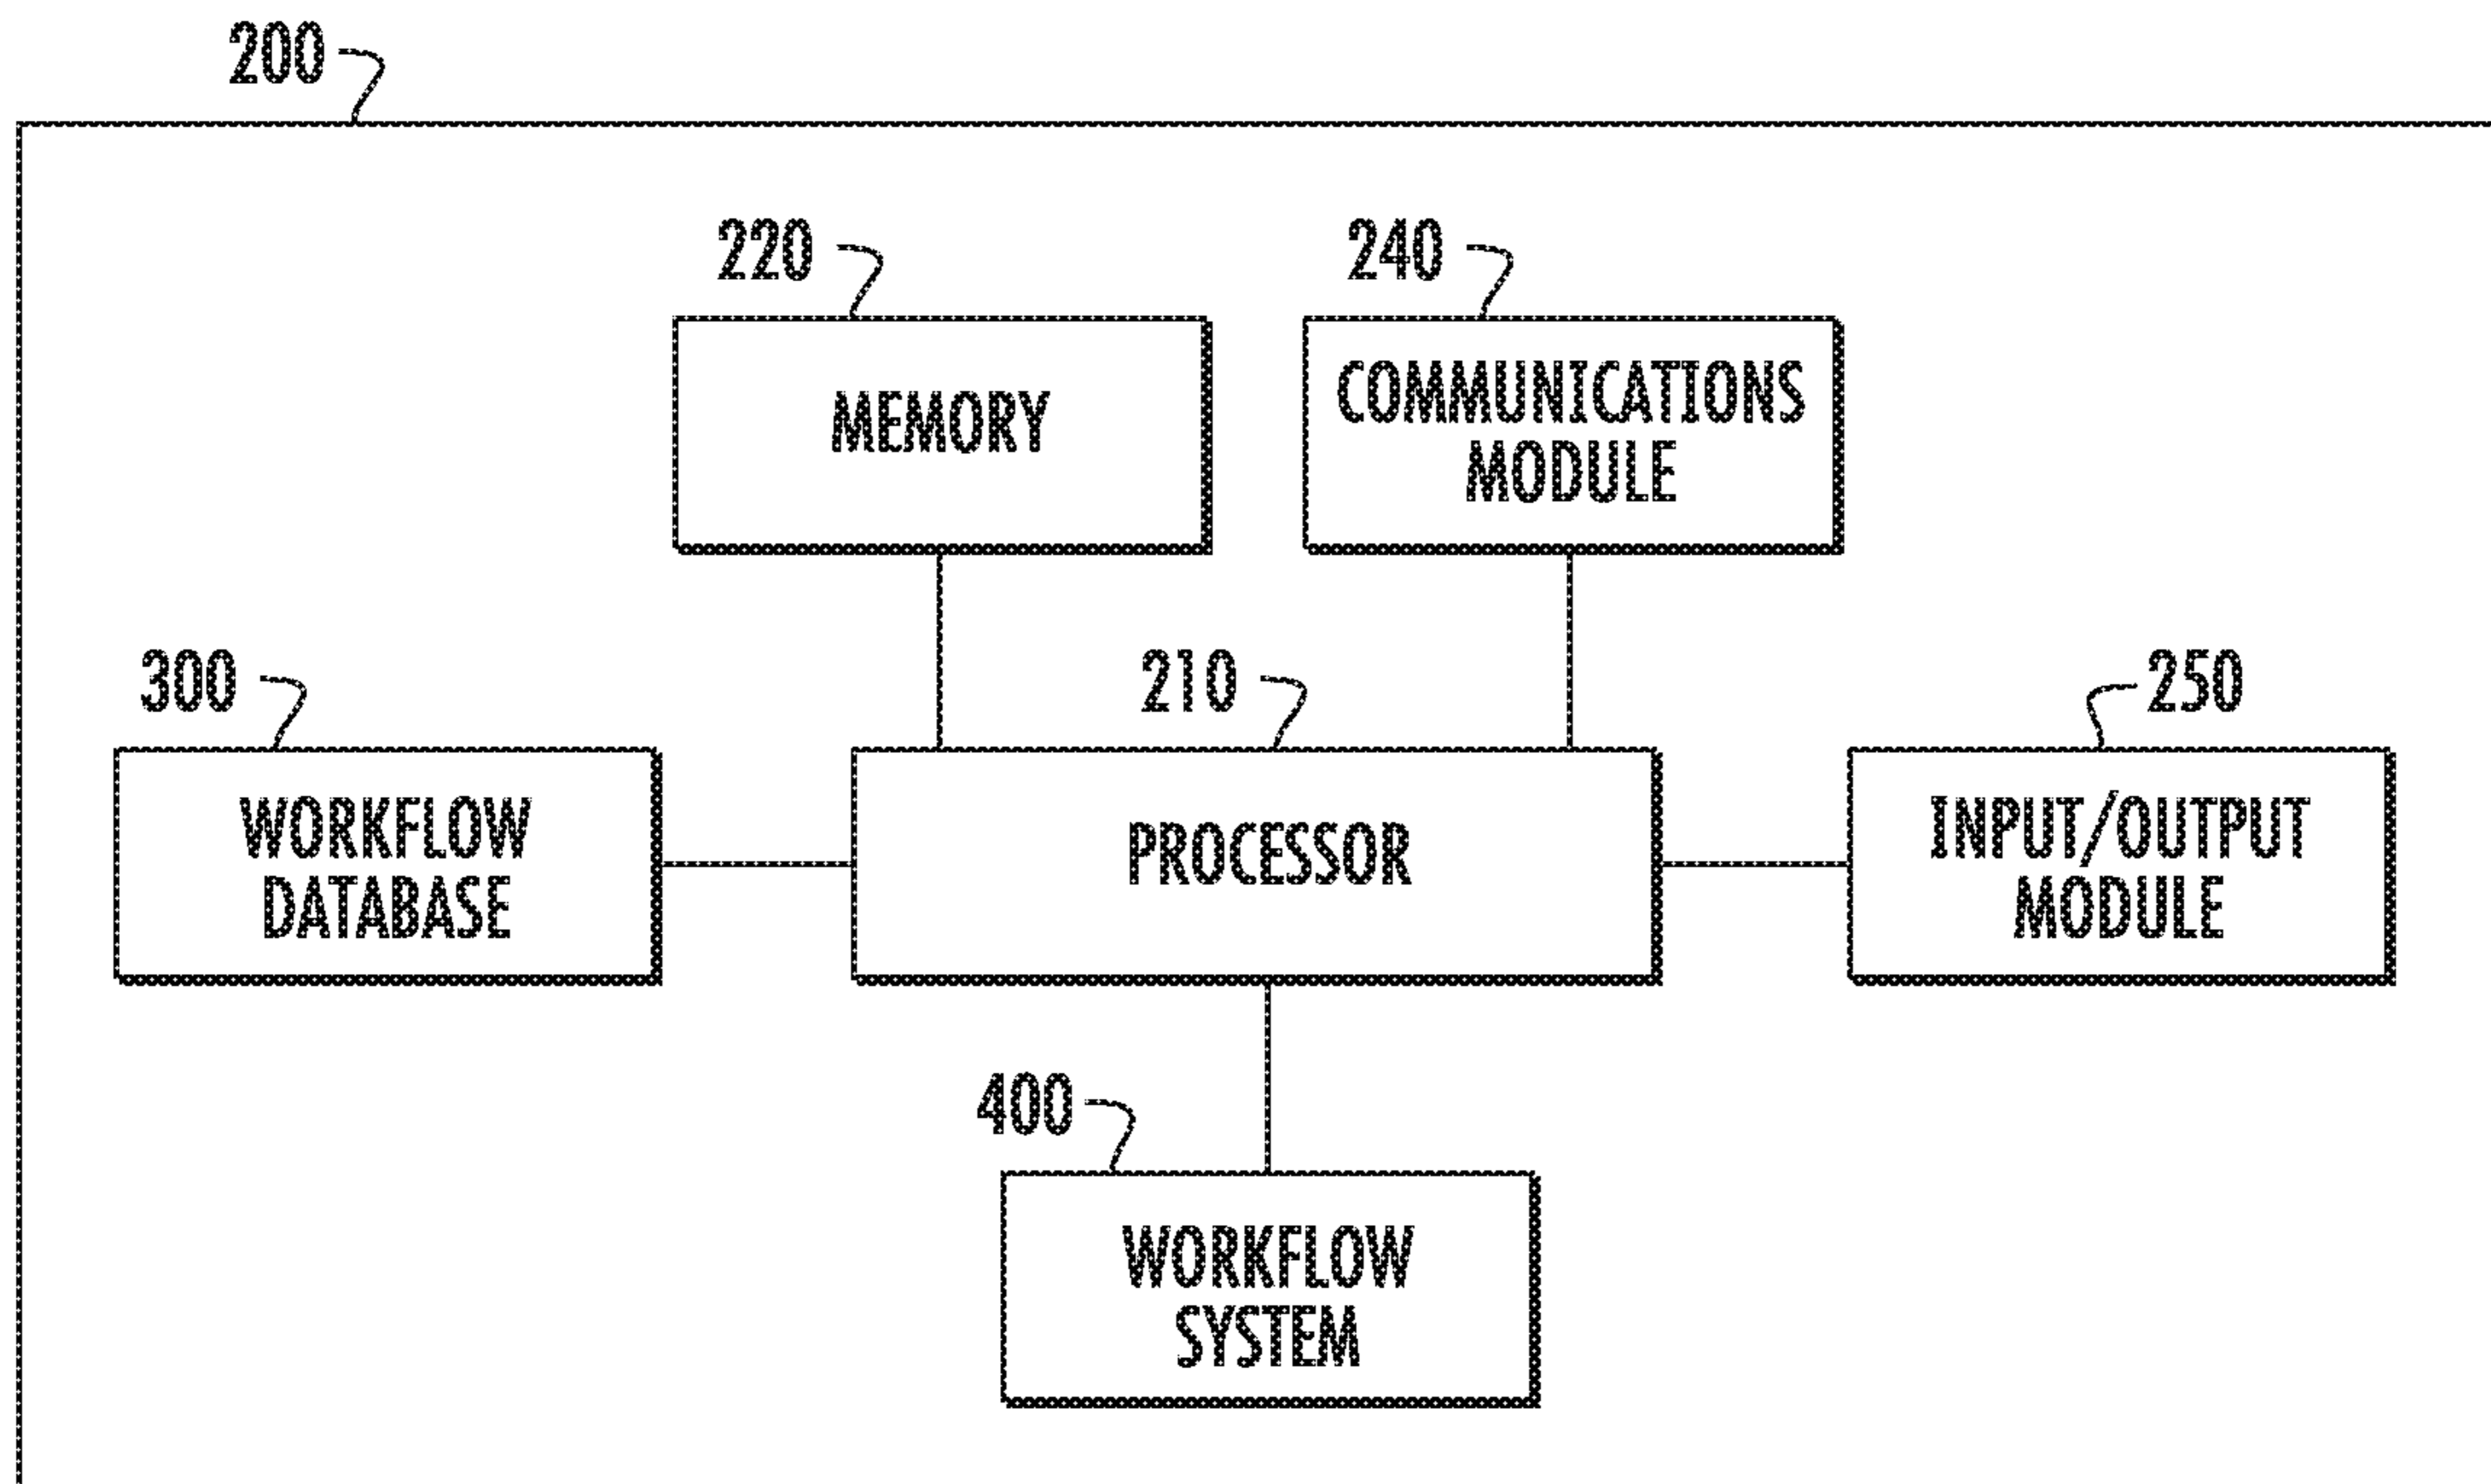 200
220
240
MEMORY
COMMUNICATIONS
MODULE
300
210
250
WORKFLOW
DATABASE
PROCESSOR
INPUT/OUTPUT
MODULE
400
WORKFLOW
SYSTEM